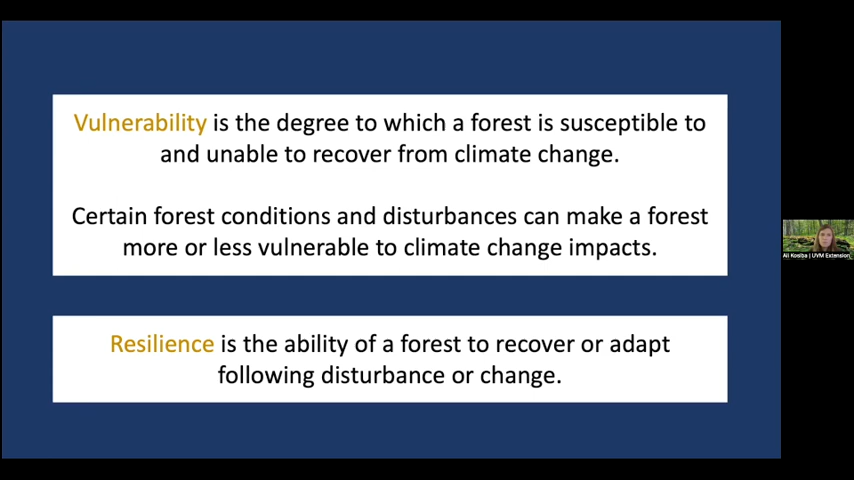 Vulnerability is the degree to which a forest is susceptible to
and unable to recover from climate change.
Certain forest conditions and disturbances can make a forest
more or less vulnerable to climate change impacts.
Resilience is the ability of a forest to recover or adapt
following disturbance or change.
Ali Kosiba | UVM Extension